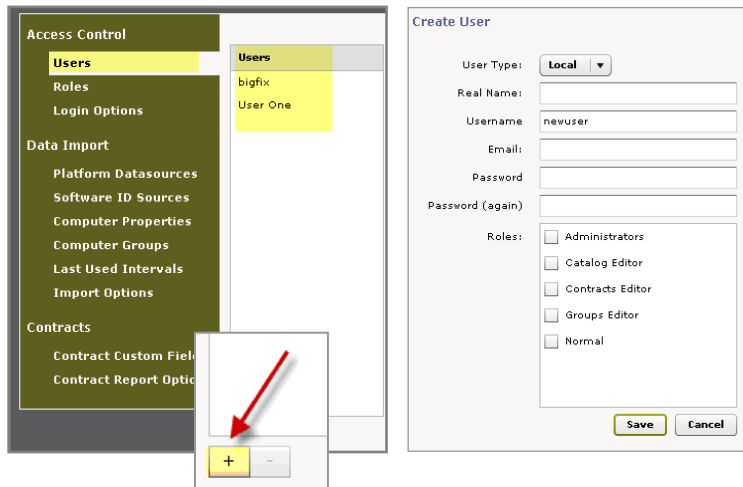 Access Control
Users
Roles
Login Options
Data Import
Platform Datasources
Software ID Sources
Computer Properties
Computer Groups
Last Used Intervals
Import Options
Contracts
Contract Custom
Contract Report
Users
bigfix
User One
+
-
Create User
User Type: Local
Real Name:
Username newuser
Email:
Password
Password (again)
Roles:
Administrators
Catalog Editor
Contracts Editor
Groups Editor
Normal
Save Cancel